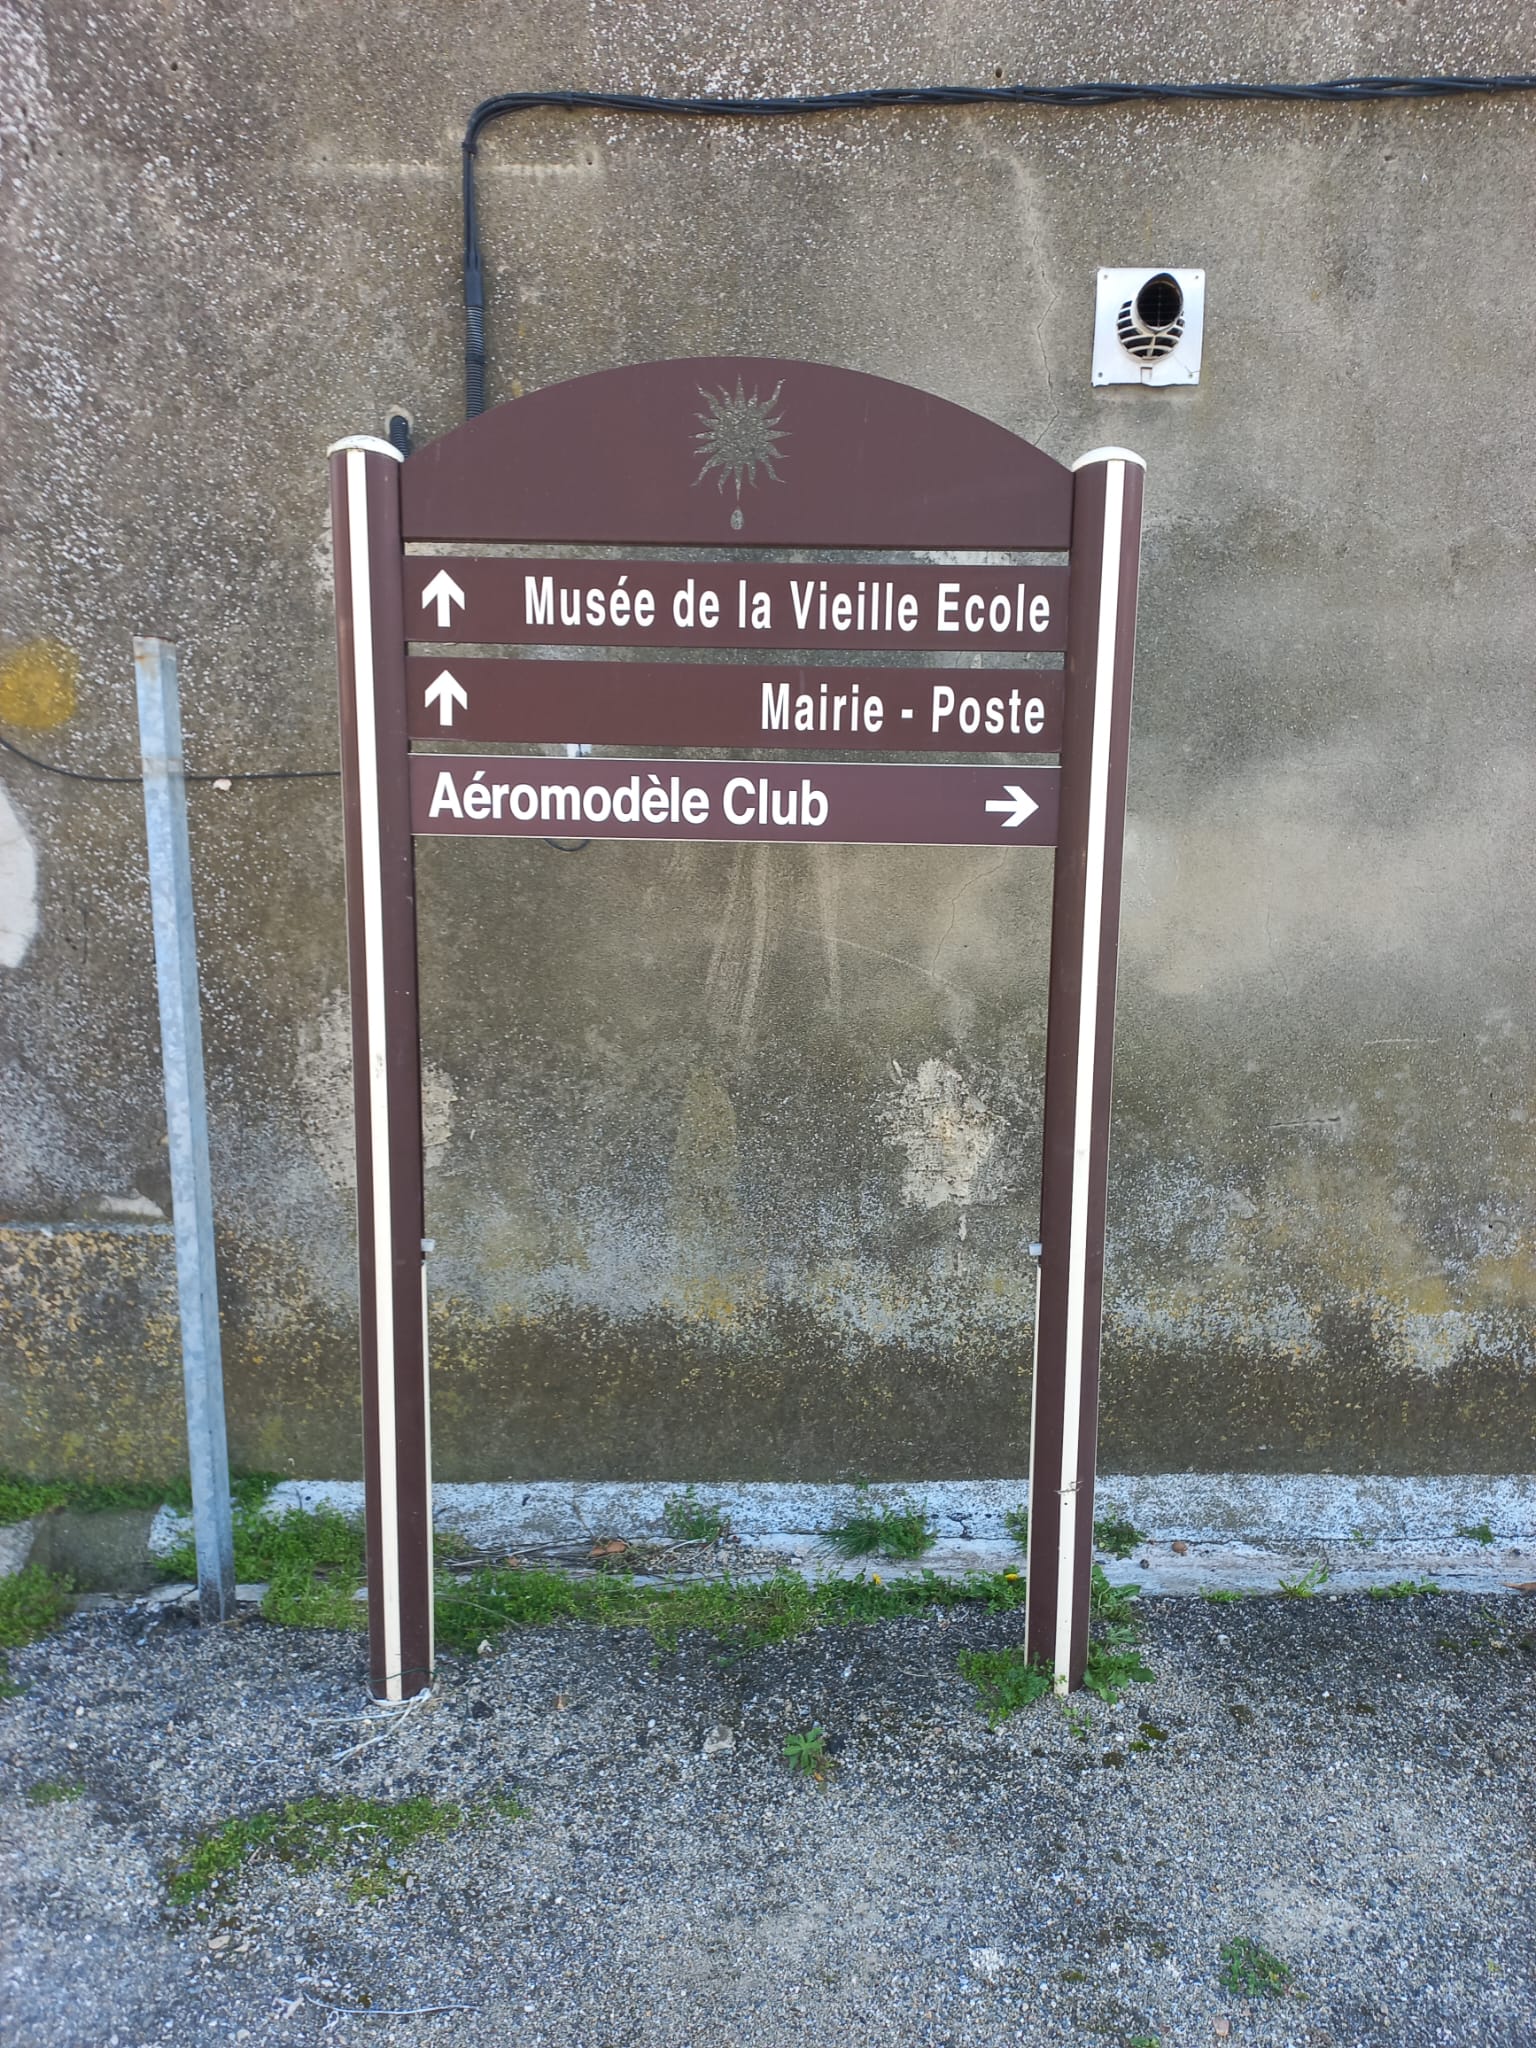 Musée de la Vieille Ecole
Mairie - Poste
Aéromodèle Club